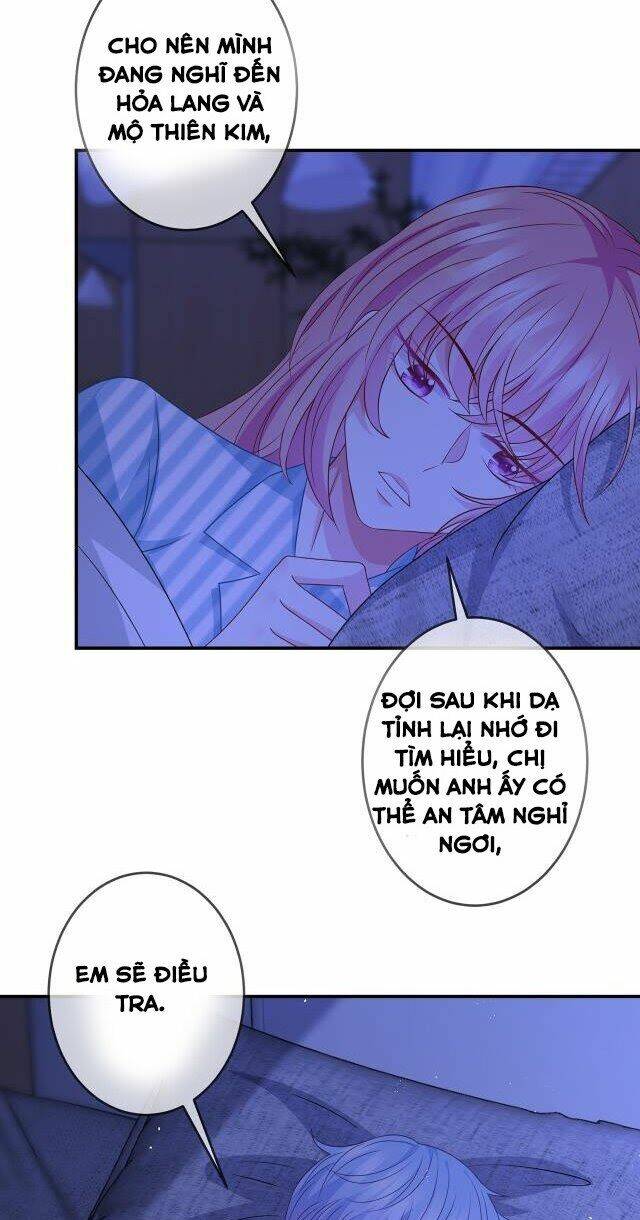 CHO NÊN MÌNH
ĐANG NGHĨ ĐẾN
HỎA LANG VÀ
MỘ THIÊN KIM,
ĐỢI SAU KHI DẠ
TỈNH LẠI NHỚ ĐI
TÌM HIỂU, CHỊ
MUỐN ANH ẤY CÓ
THỂ AN TÂM NGHỈ
NGƠI,
EM SẼ ĐIỀU
TRA.